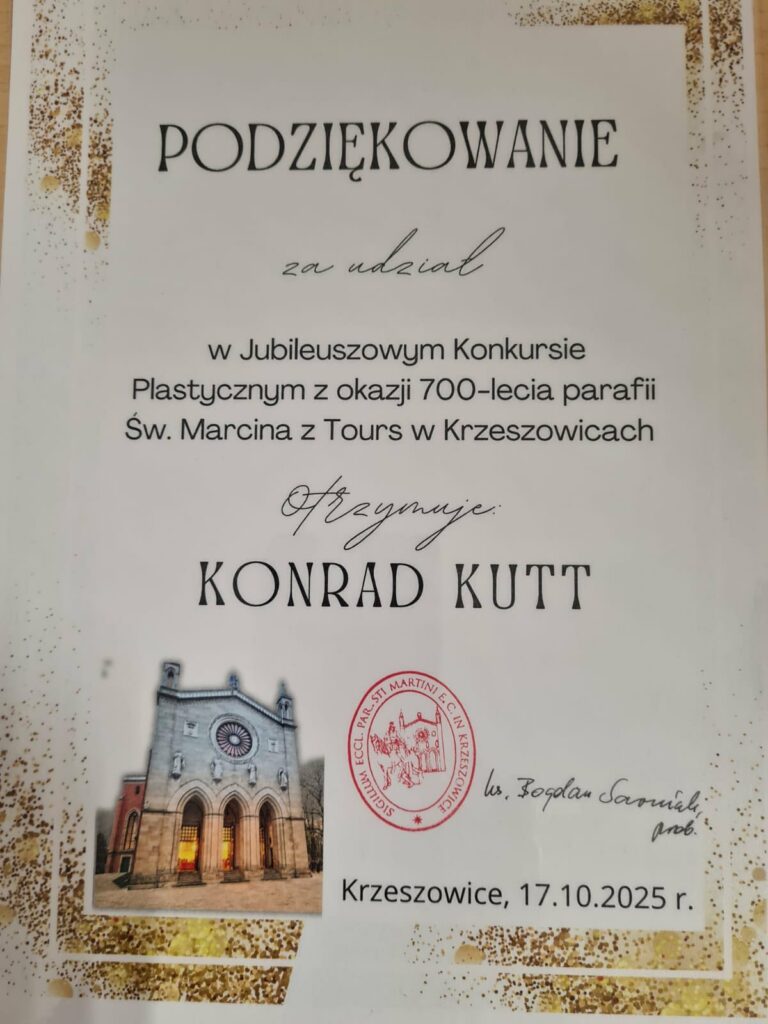 PODZIĘKOWANIE
za udział
w Jubileuszowym Konkursie
Plastycznym z okazji 700-lecia parafii
Św. Marcina z Tours w Krzeszowicach
Otrzymuje:
KONRAD KUTT
SIGILLUM ECCL. PAR. STI MARTINI E. C. IN KRZESZOWICE
ks. Bogdan
prob.
Krzeszowice, 17.10.2025 r.